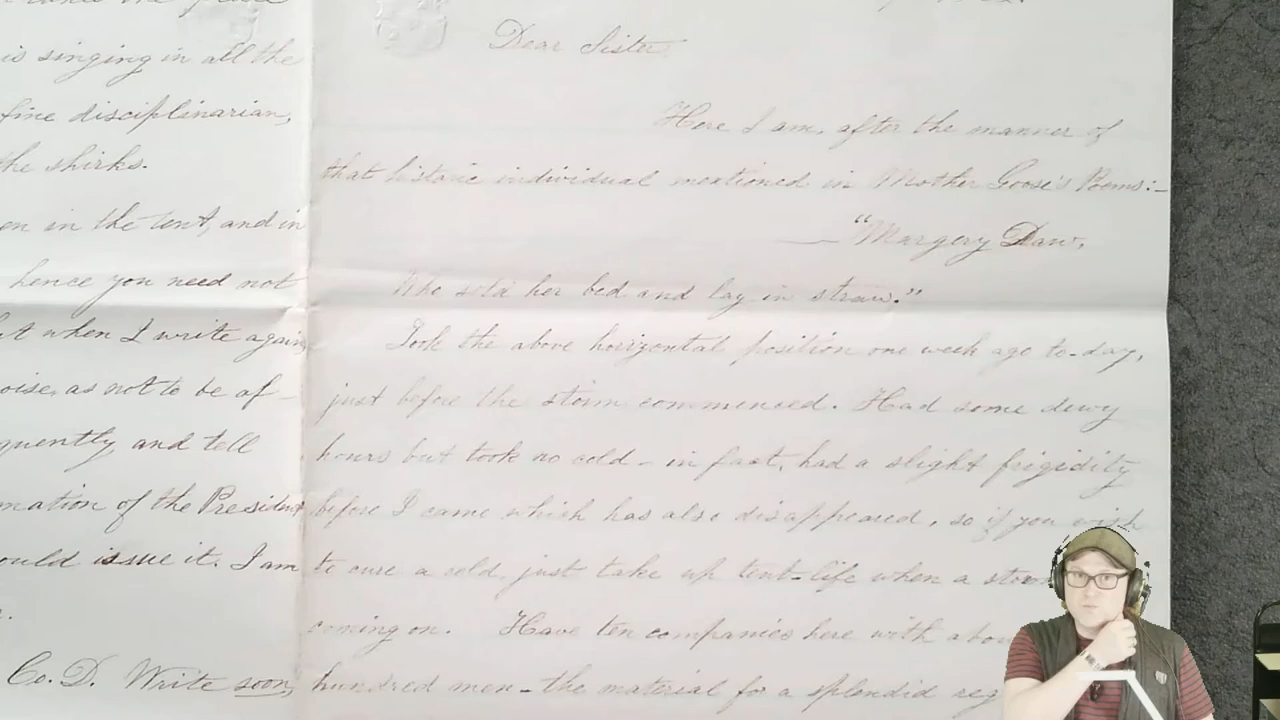 is singing in all the
fine disciplinarian,
the shirks.
en in the tent, and in
hence you need not
when I write again,
oise, as not to be af-
quently, and tell
mation of the President
ould issue it. I am
Co. D. Write soon,
Dear Sister.
Here I am, after the manner of
that historic individual mentioned in Mother Goose's Poems:-
— "Margery Daw,
Who sold her bed and lay in straw."
Took the above horizontal position one week ago to-day,
just before the storm commenced. Had some dewy
hours but took no cold - in fact, had a slight frigidity
before I came which has also disappeared, so if you wish
to cure a cold, just take up tent-life when a storm
coming on. Have ten companies here with
hundred men - the material for a splendid reg